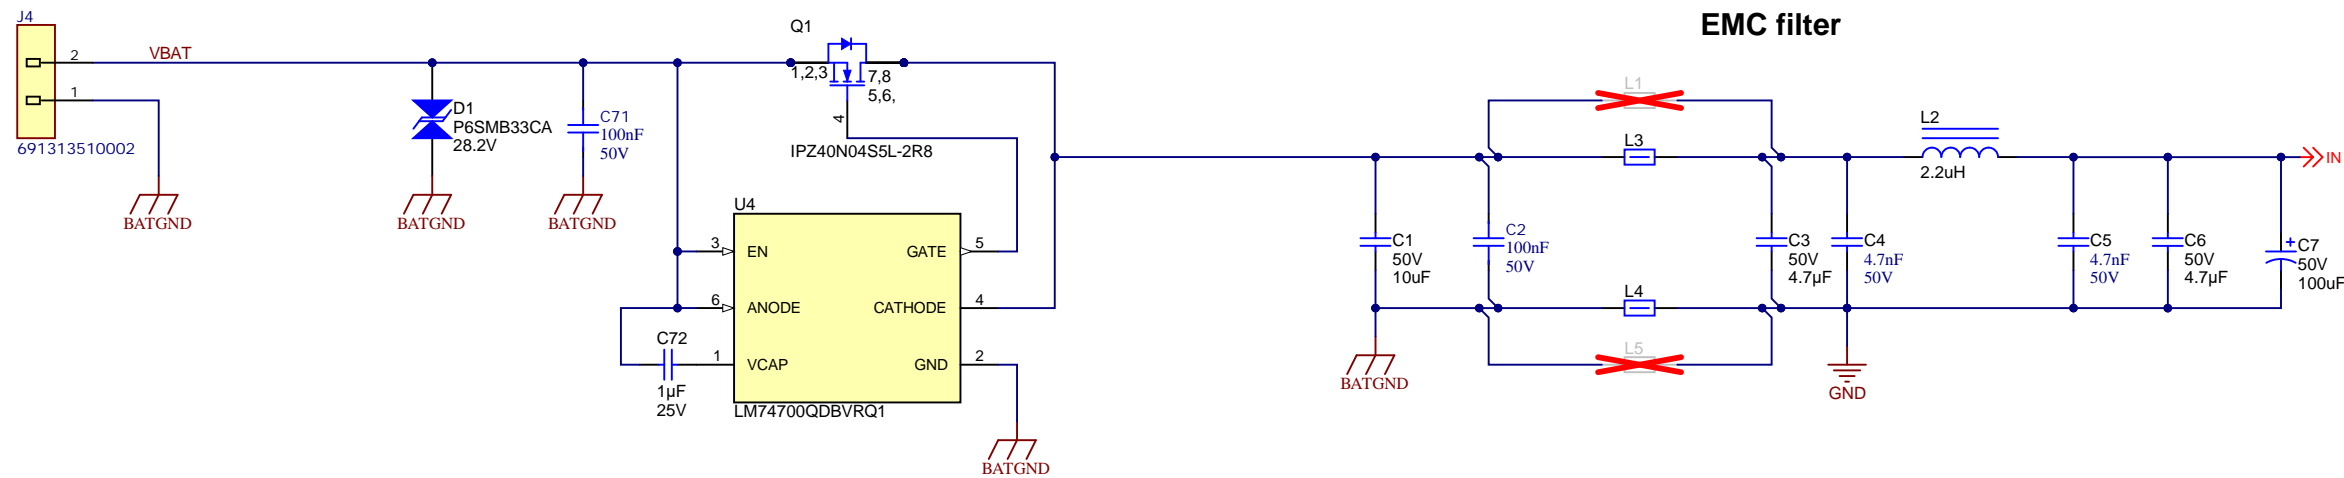 EMC filter
J4
2
VBAT
1
691313510002
BATGND
D1
P6SMB33CA
28.2V
BATGND
C71
100nF
50V
BATGND
Q1
1,2,3
7,8
5,6,
4
IPZ40N04S5L-2R8
U4
3
EN
GATE
5
6
ANODE
CATHODE
4
C72
1
VCAP
GND
2
1µF
25V
LM74700QDBVRQ1
BATGND
L1
L3
L2
2.2uH
IN
C1
50V
10uF
C2
100nF
50V
C3
50V
4.7µF
C4
4.7nF
50V
C5
4.7nF
50V
C6
50V
4.7µF
+
C7
50V
100uF
L4
L5
BATGND
GND